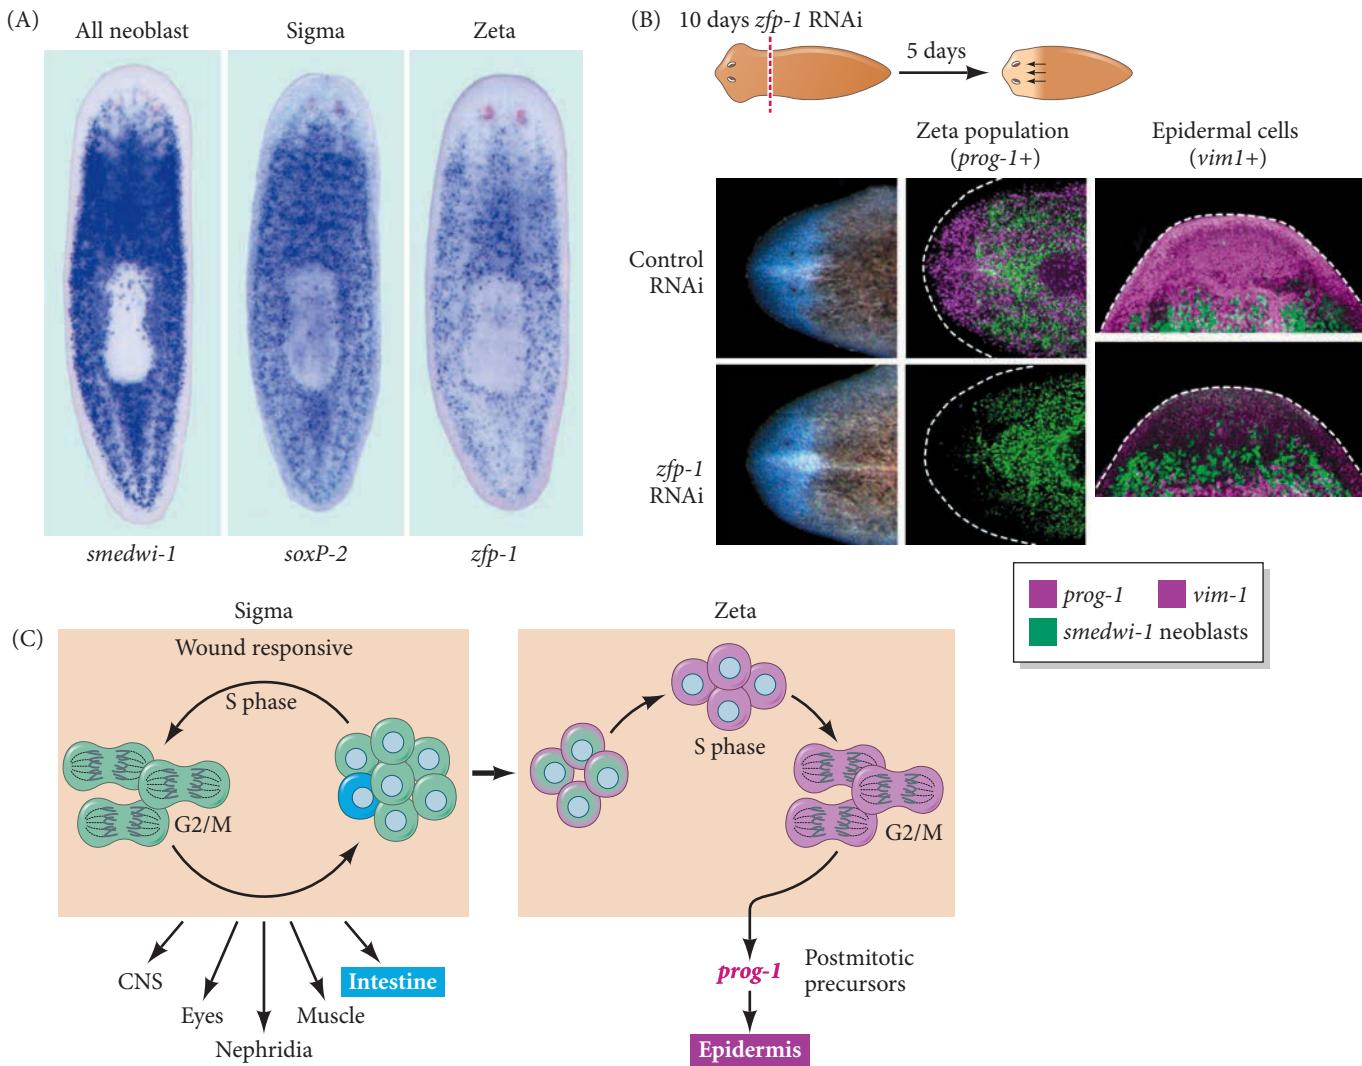 (A)
All neoblast
Sigma
Zeta
smedwi-1
soxP-2
zfp-1
(B) 10 days zfp-1 RNAi
5 days
Zeta population
(prog-1+)
Epidermal cells
(vim1+)
Control
RNAi
zfp-1
RNAi
prog-1
vim-1
smedwi-1 neoblasts
(C)
Sigma
Wound responsive
S phase
G2/M
CNS
Eyes
Nephridia
Muscle
Intestine
Zeta
S phase
G2/M
prog-1
Postmitotic
precursors
Epidermis